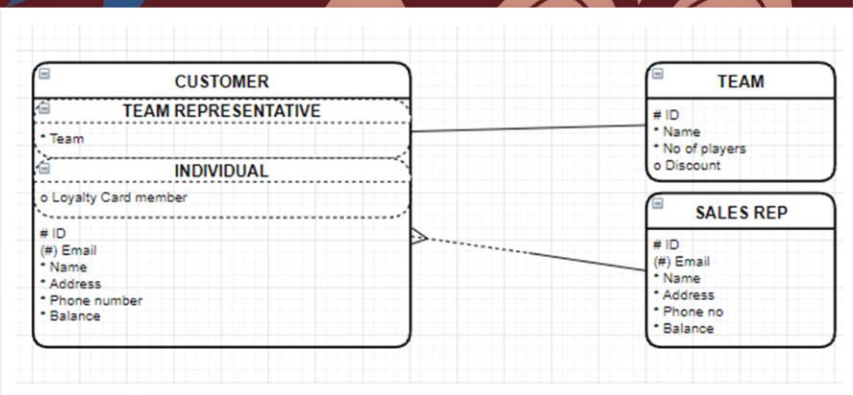 CUSTOMER
TEAM REPRESENTATIVE
* Team
INDIVIDUAL
o Loyalty Card member
# ID
(#) Email
* Name
* Address
* Phone number
* Balance
TEAM
# ID
* Name
* No of players
o Discount
SALES REP
# ID
(#) Email
* Name
* Address
* Phone no
* Balance